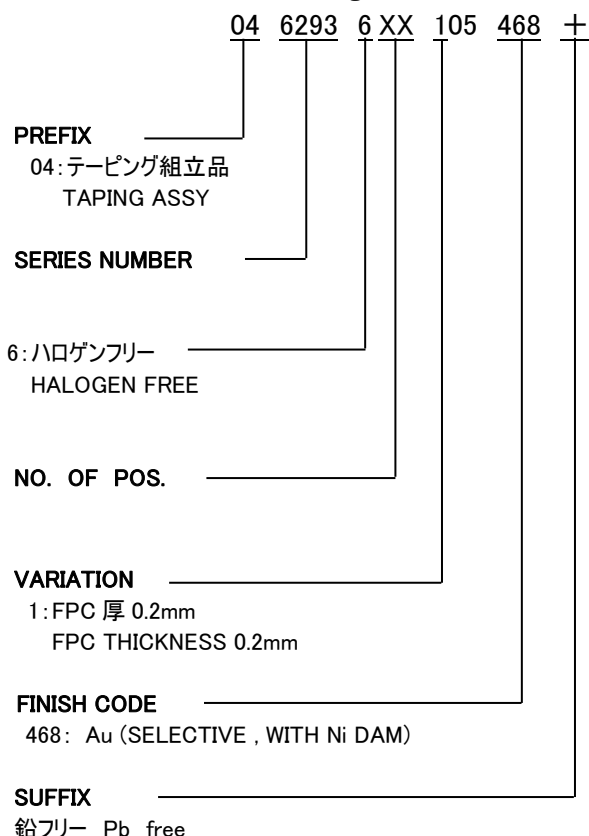 04 6293 6 XX 105 468 +
PREFIX
04:テーピング組立品
TAPING ASSY
SERIES NUMBER
6:ハロゲンフリー
HALOGEN FREE
NO. OF POS.
VARIATION
1:FPC 厚 0.2mm
FPC THICKNESS 0.2mm
FINISH CODE
468: Au (SELECTIVE , WITH Ni DAM)
SUFFIX
鉛フリー Pb free